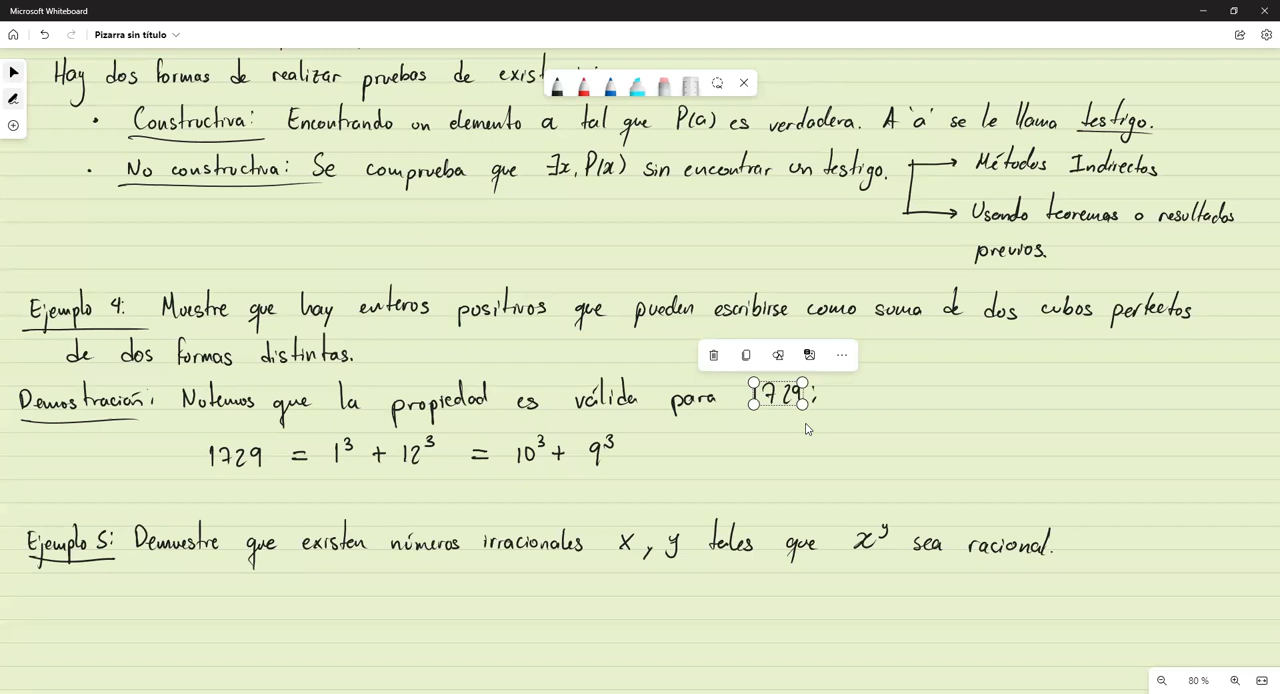 Microsoft Whiteboard
Pizarra sin título
Hay dos formas de realizar pruebas de
• Constructiva: Encontrando un elemento a tal que P(a) es verdadera. A 'a' se le llama testigo.
• No constructiva: Se comprueba que ∃x, P(x) sin encontrar un testigo. → Métodos Indirectos
→ Usando teoremas o resultados
previos.
Ejemplo 4: Muestre que hay enteros positivos que pueden escribirse como suma de dos cubos perfectos
de dos formas distintas.
Demostración: Notemos que la propiedad es válida para 1729:
1729 = 1³ + 12³ = 10³ + 9³
Ejemplo 5: Demuestre que existen números irracionales x, y tales que x^y sea racional.
80 %